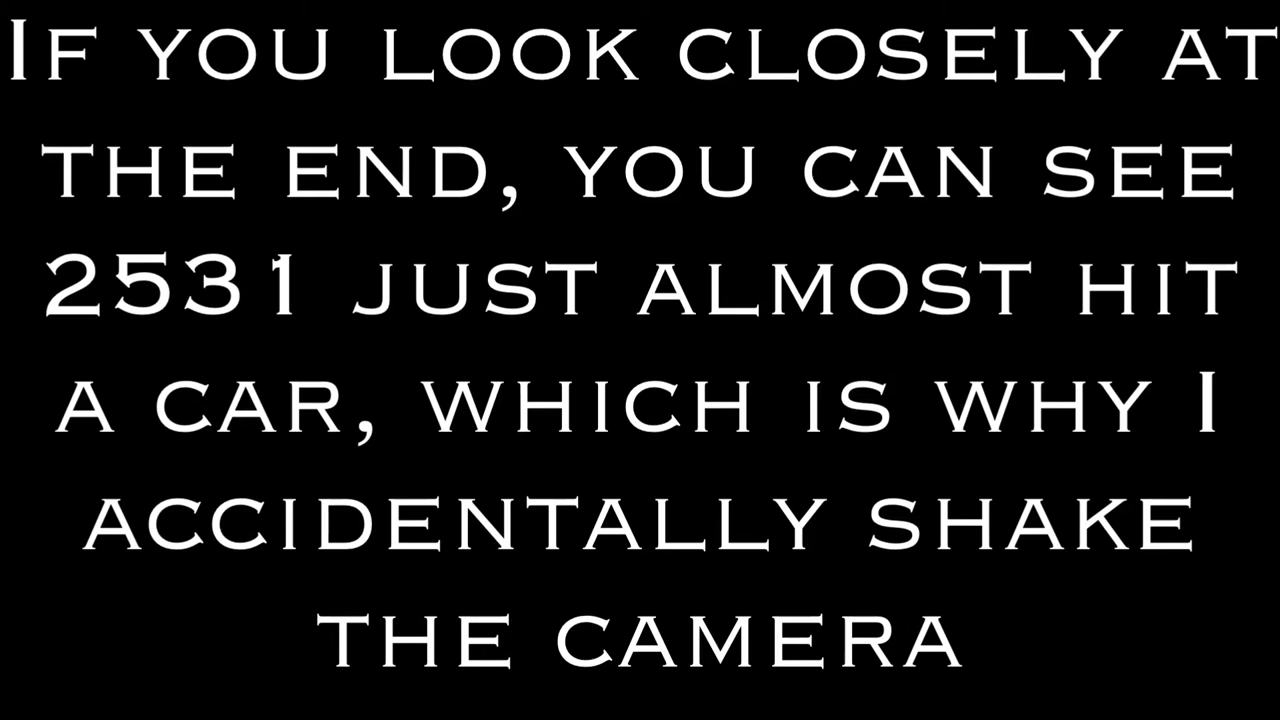 If you look closely at
the end, you can see
2531 just almost hit
a car, which is why I
accidentally shake
the camera